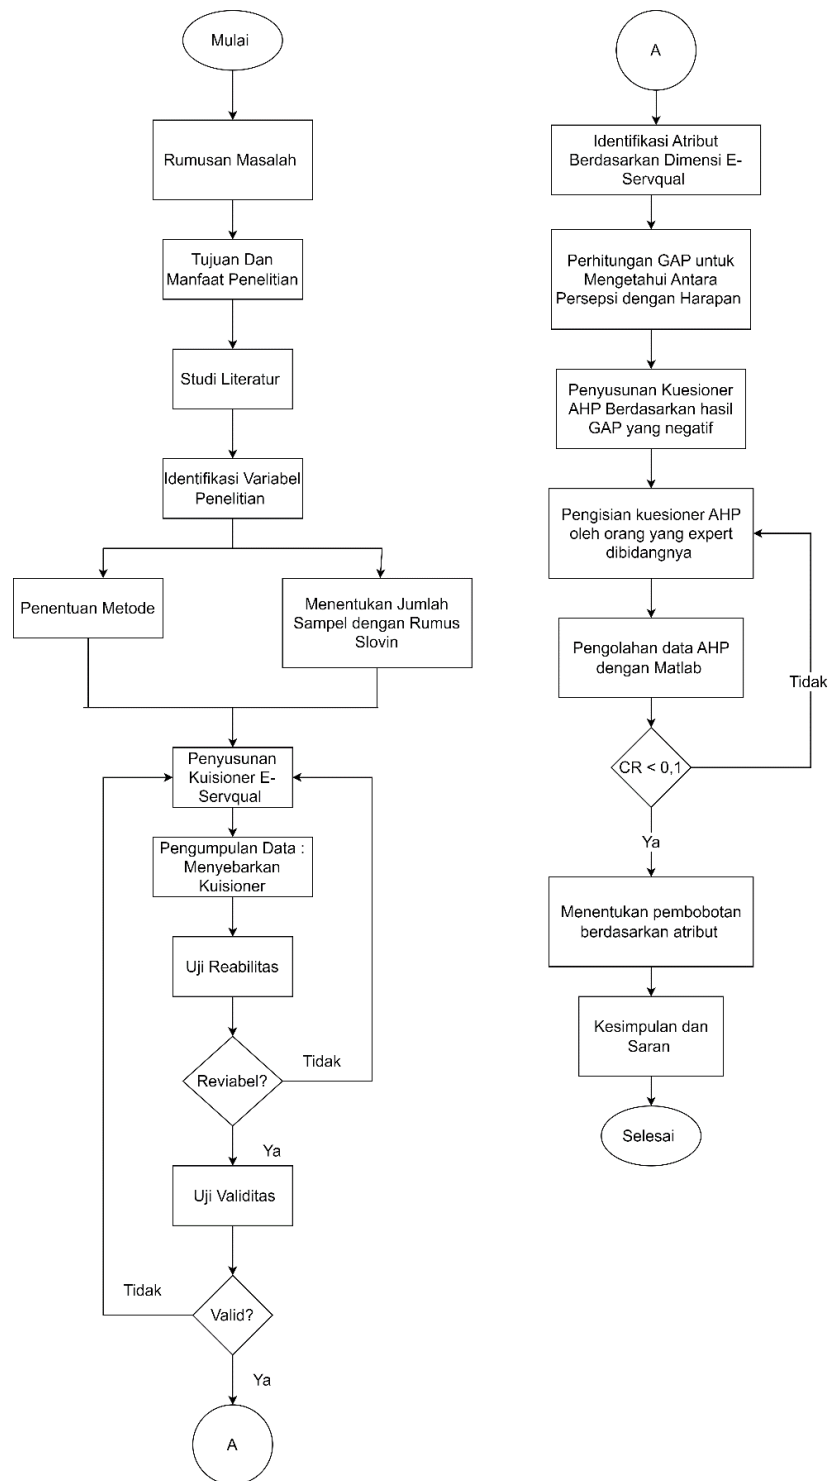 Mulai
Rumusan Masalah
Tujuan Dan
Manfaat Penelitian
Studi Literatur
Identifikasi Variabel
Penelitian
Penentuan Metode
Menentukan Jumlah
Sampel dengan Rumus
Slovin
Penyusunan
Kuisioner E-
Servqual
Pengumpulan Data :
Menyebarkan
Kuisioner
Uji Reabilitas
Reviabel?
Tidak
Ya
Uji Validitas
Tidak
Valid?
Ya
A
A
Identifikasi Atribut
Berdasarkan Dimensi E-
Servqual
Perhitungan GAP untuk
Mengetahui Antara
Persepsi dengan Harapan
Penyusunan Kuesioner
AHP Berdasarkan hasil
GAP yang negatif
Pengisian kuesioner AHP
oleh orang yang expert
dibidangnya
Pengolahan data AHP
dengan Matlab
Tidak
CR < 0,1
Ya
Menentukan pembobotan
berdasarkan atribut
Kesimpulan dan
Saran
Selesai